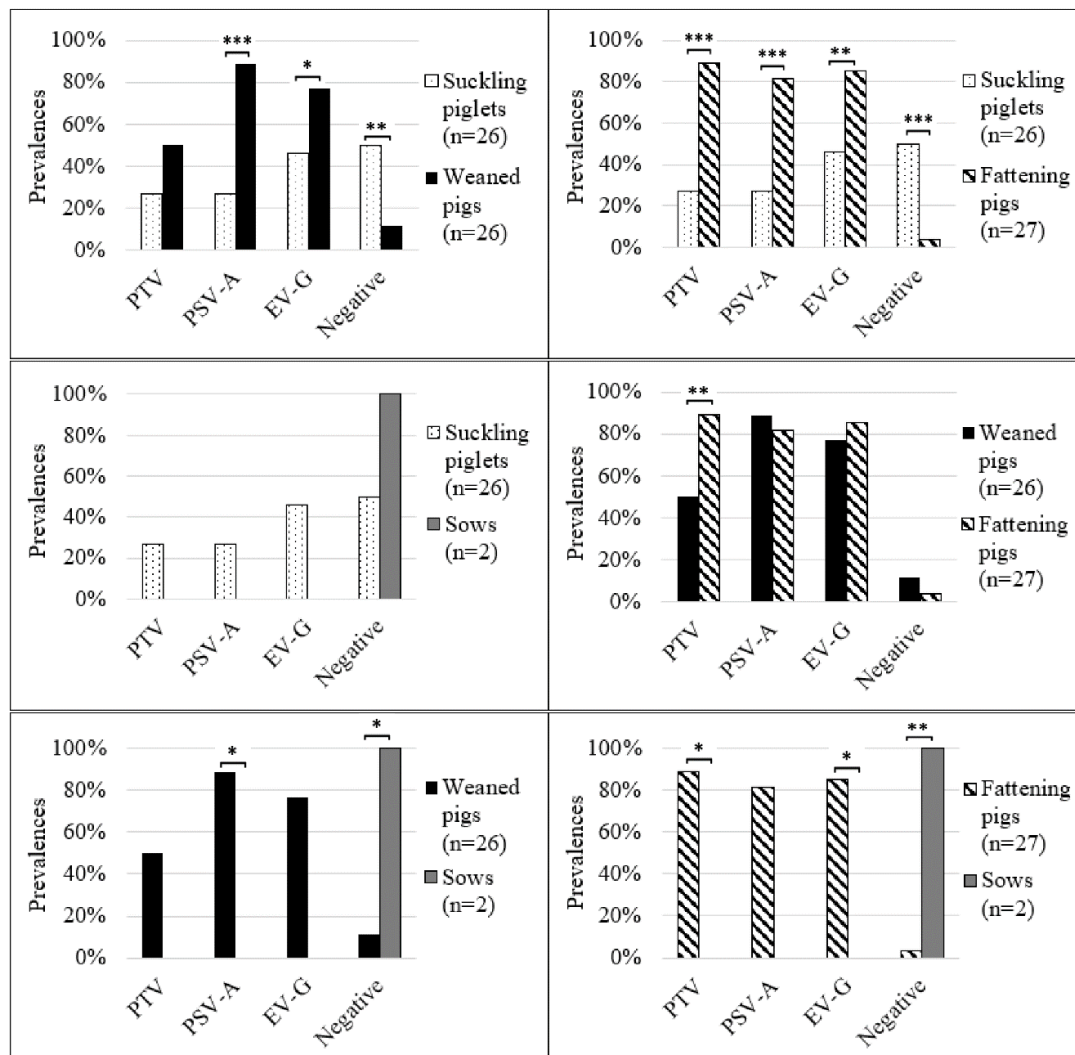 Prevalences
100%
80%
60%
40%
20%
0%
***
*
**
PTV
PSV-A
EV-G
Negative
Suckling
piglets
(n=26)
Weaned
pigs
(n=26)
Prevalences
100%
80%
60%
40%
20%
0%
***
***
**
***
PTV
PSV-A
EV-G
Negative
Suckling
piglets
(n=26)
Fattening
pigs
(n=27)
Prevalences
100%
80%
60%
40%
20%
0%
PTV
PSV-A
EV-G
Negative
Suckling
piglets
(n=26)
Sows
(n=2)
Prevalences
100%
80%
60%
40%
20%
0%
**
PTV
PSV-A
EV-G
Negative
Weaned
pigs
(n=26)
Fattening
pigs
(n=27)
Prevalences
100%
80%
60%
40%
20%
0%
*
*
PTV
PSV-A
EV-G
Negative
Weaned
pigs
(n=26)
Sows
(n=2)
Prevalences
100%
80%
60%
40%
20%
0%
*
*
**
PTV
PSV-A
EV-G
Negative
Fattening
pigs
(n=27)
Sows
(n=2)